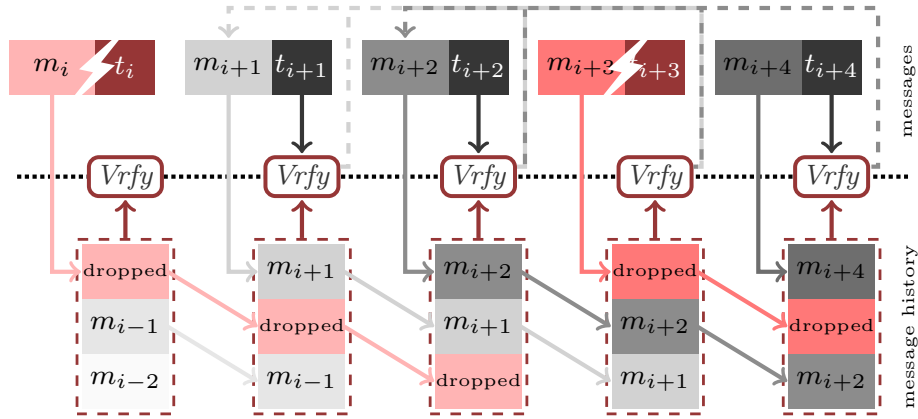 m_i t_i m_{i+1} t_{i+1} m_{i+2} t_{i+2} m_{i+3} t_{i+3} m_{i+4} t_{i+4}
messages
Vrfy Vrfy Vrfy Vrfy Vrfy
dropped m_{i+1} m_{i+2} dropped m_{i+4}
m_{i-1} dropped m_{i+1} m_{i+2} dropped
m_{i-2} m_{i-1} dropped m_{i+1} m_{i+2}
message history